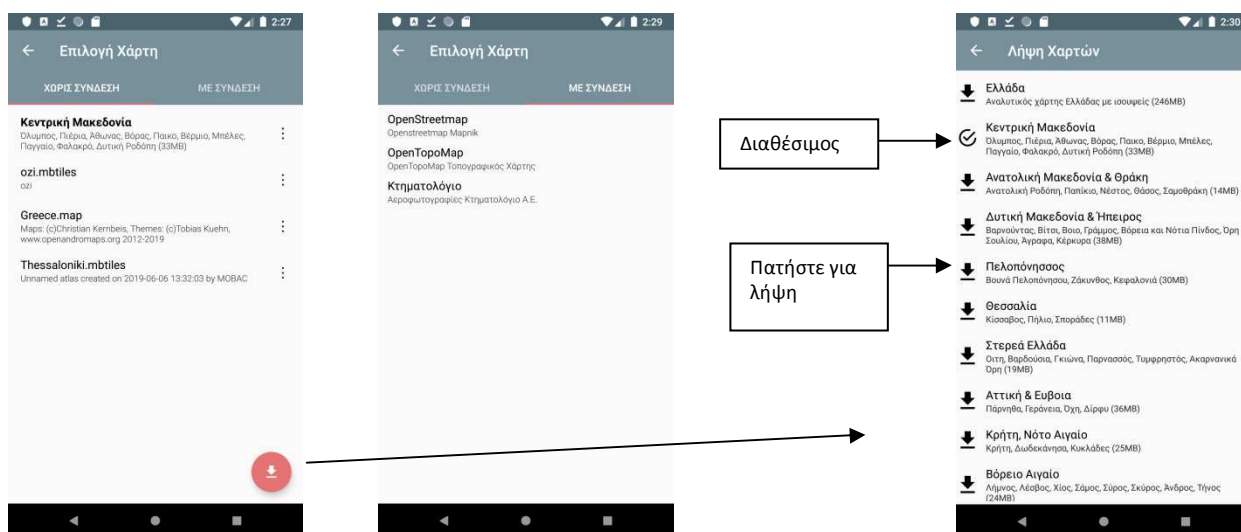 2:27
Επιλογή Χάρτη
ΧΩΡΙΣ ΣΥΝΔΕΣΗ ΜΕ ΣΥΝΔΕΣΗ
Κεντρική Μακεδονία
Όλυμπος, Πιέρια, Άθωνας, Βόρας, Παικο, Βέρμιο, Μπέλες,
Παγγαίο, Φαλακρό, Δυτική Ροδόπη (33MB)
ozi.mbtiles
ozi
Greece.map
Maps: (c)Christian Kernbeis, Themes: (c)Tobias Kuehn,
www.openandromaps.org 2012-2019
Thessaloniki.mbtiles
Unnamed atlas created on 2019-06-06 13:32:03 by MOBAC
2:29
Επιλογή Χάρτη
ΧΩΡΙΣ ΣΥΝΔΕΣΗ ΜΕ ΣΥΝΔΕΣΗ
OpenStreetmap
Openstreetmap Mapnik
OpenTopoMap
OpenTopoMap Τοπογραφικός Χάρτης
Κτηματολόγιο
Αεροφωτογραφίες Κτηματολόγιο Α.Ε.
Διαθέσιμος
Πατήστε για
λήψη
2:30
Λήψη Χαρτών
Ελλάδα
Αναλυτικός χάρτης Ελλάδας με ισουψείς (246MB)
Κεντρική Μακεδονία
Όλυμπος, Πιέρια, Άθωνας, Βόρας, Παικο, Βέρμιο, Μπέλες,
Παγγαίο, Φαλακρό, Δυτική Ροδόπη (33MB)
Ανατολική Μακεδονία & Θράκη
Ανατολική Ροδόπη, Παπίκιο, Νέστος, Θάσος, Σαμοθράκη (14MB)
Δυτική Μακεδονία & Ήπειρος
Βαρνούντας, Βίτσι, Βοιο, Γράμμος, Βόρεια και Νότια Πίνδος, Όρη
Σουλίου, Άγραφα, Κέρκυρα (38MB)
Πελοπόνησσος
Βουνά Πελοπόνησου, Ζάκυνθος, Κεφαλονιά (30MB)
Θεσσαλία
Κίσσαβος, Πήλιο, Σποράδες (11MB)
Στερεά Ελλάδα
Οιτη, Βαρδούσια, Γκιώνα, Παρνασσός, Τυμφρηστός, Ακαρνανικά
Όρη (19MB)
Αττική & Ευβοια
Πάρνηθα, Γεράνεια, Όχη, Δίρφυ (36MB)
Κρήτη, Νότο Αιγαίο
Κρήτη, Δωδεκάνησα, Κυκλάδες (25MB)
Βόρειο Αιγαίο
Λήμνος, Λέσβος, Χίος, Σάμος, Σύρος, Σκύρος, Άνδρος, Τήνος
(24MB)